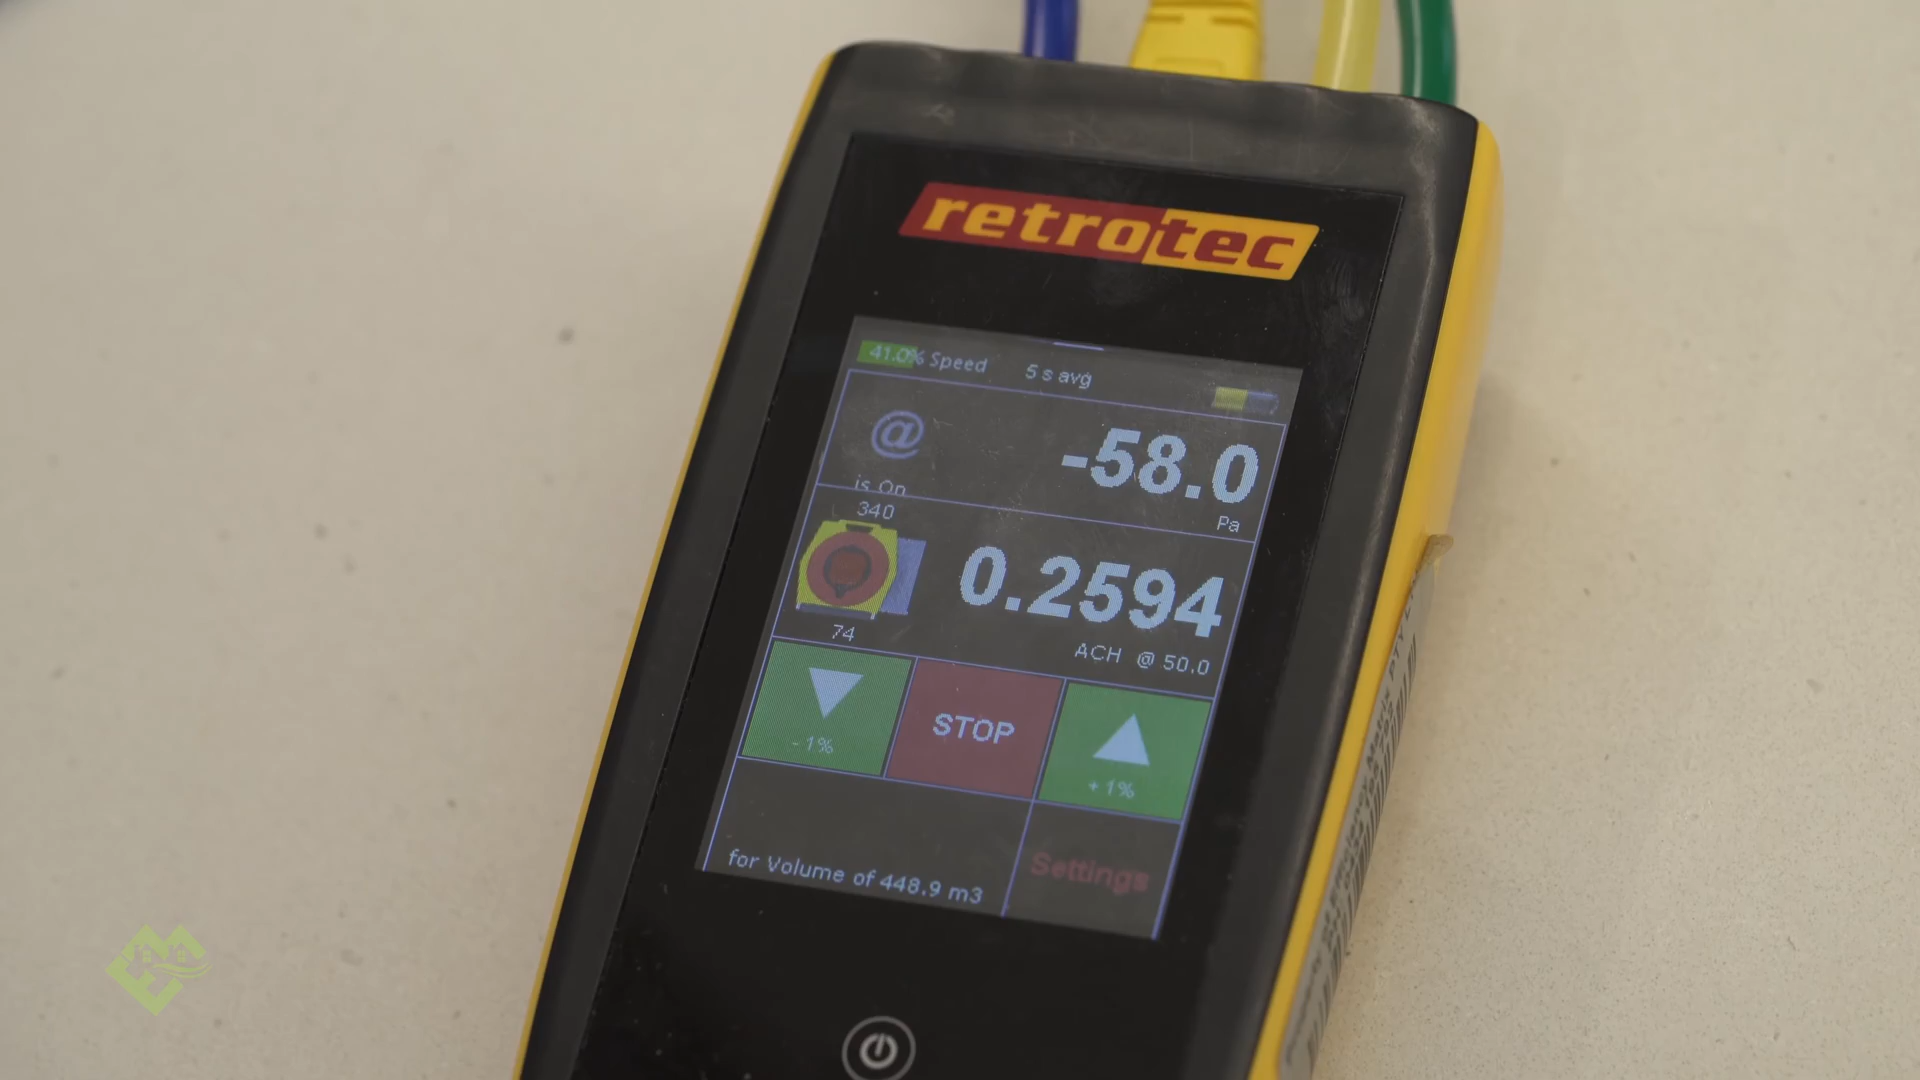 retrotec
41.0% Speed
5 s avg
@
-58.0
is On
Pa
340
0.2594
74
ACH @ 50.0
- 1%
STOP
+ 1%
for Volume of 448.9 m3
Settings